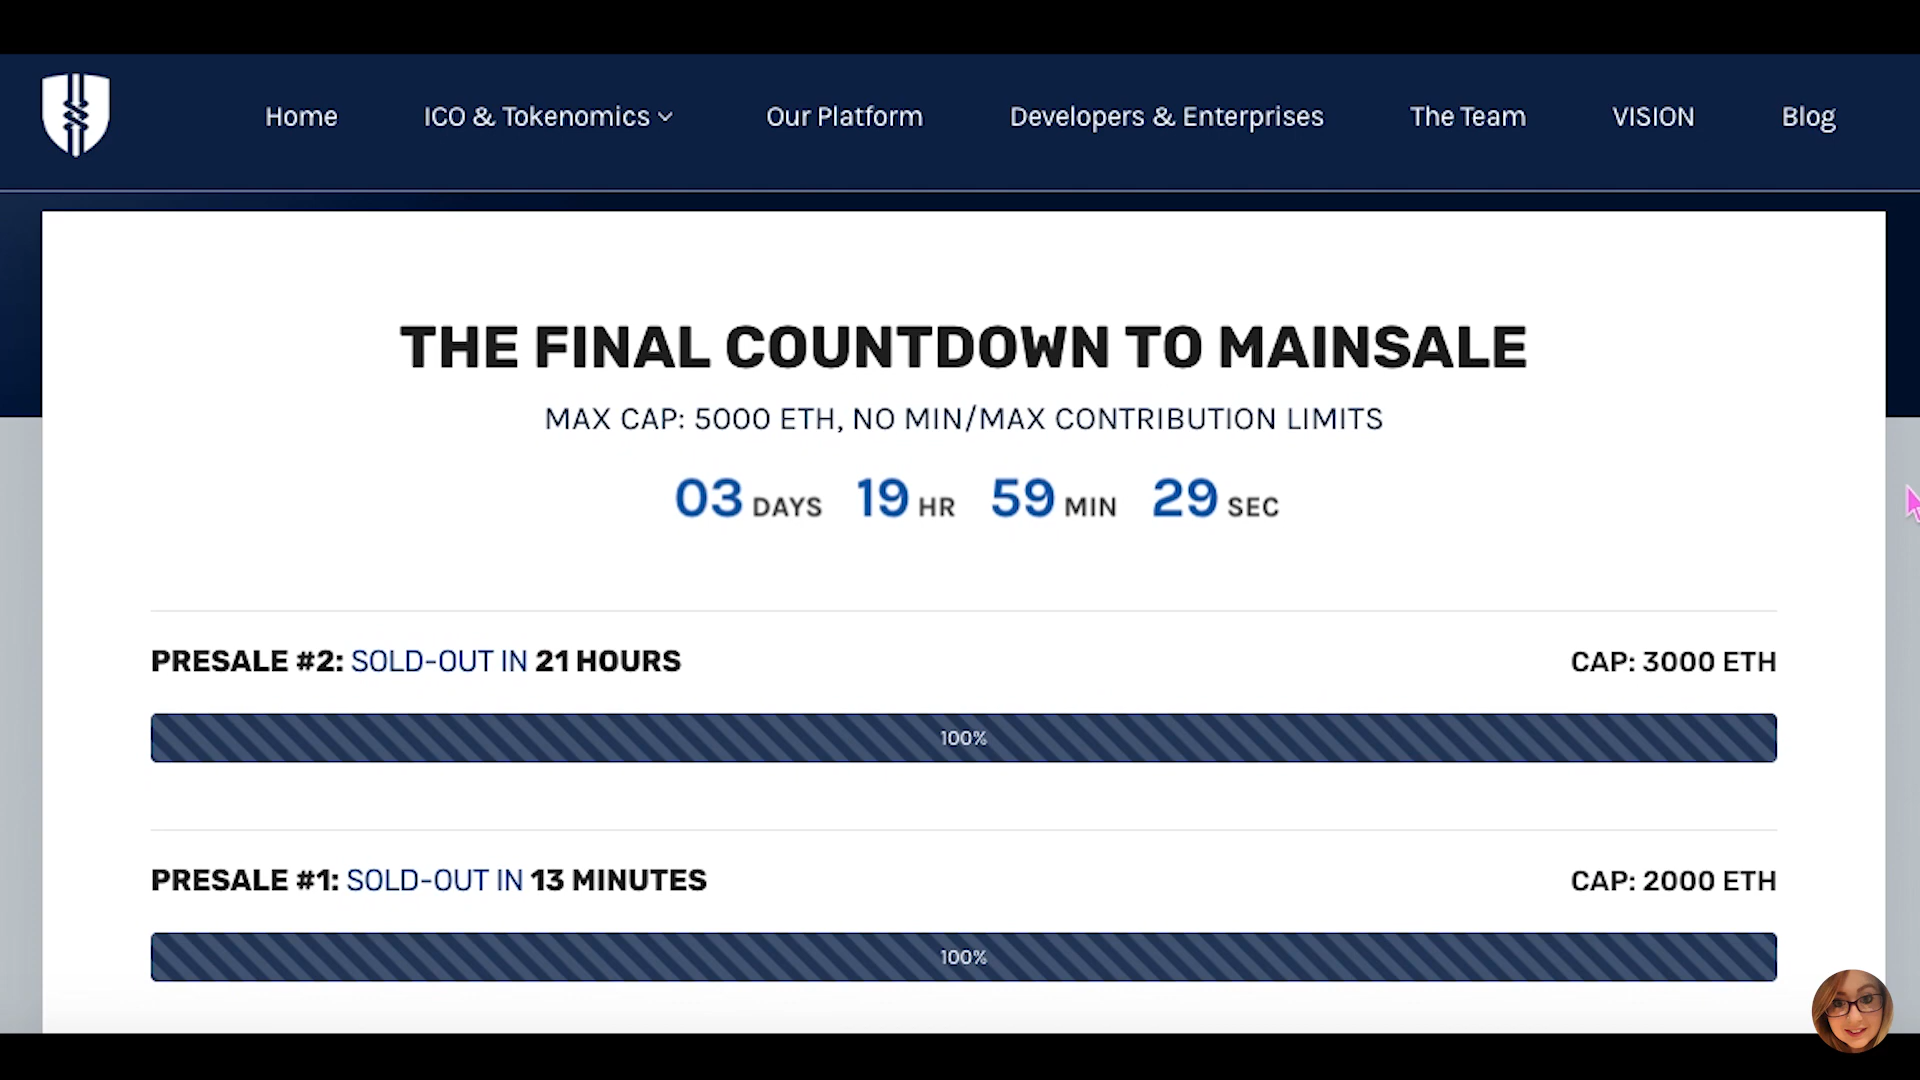 Home ICO & Tokenomics Our Platform Developers & Enterprises The Team VISION Blog
THE FINAL COUNTDOWN TO MAINSALE
MAX CAP: 5000 ETH, NO MIN/MAX CONTRIBUTION LIMITS
03 DAYS 19 HR 59 MIN 29 SEC
PRESALE #2: SOLD-OUT IN 21 HOURS CAP: 3000 ETH
100%
PRESALE #1: SOLD-OUT IN 13 MINUTES CAP: 2000 ETH
100%